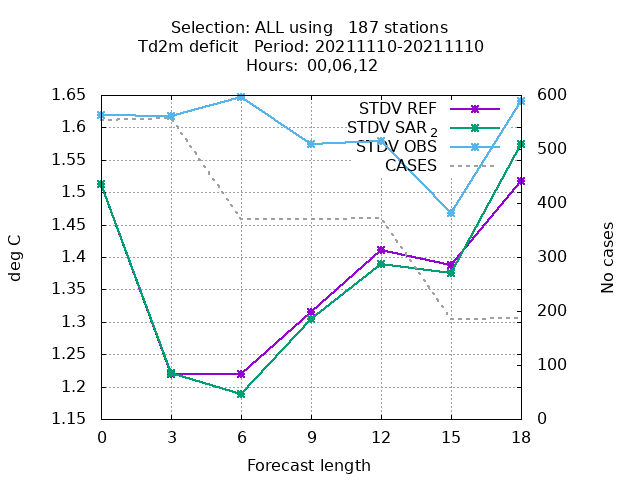 Selection: ALL using   187 stations
Td2m deficit   Period: 20211110-20211110
Hours:  00,06,12
1.65
1.6
1.55
1.5
1.45
1.4
1.35
1.3
1.25
1.2
1.15
deg C
STDV REF
STDV SAR 2
STDV OBS
CASES
600
500
400
300
200
100
0
No cases
0 3 6 9 12 15 18
Forecast length